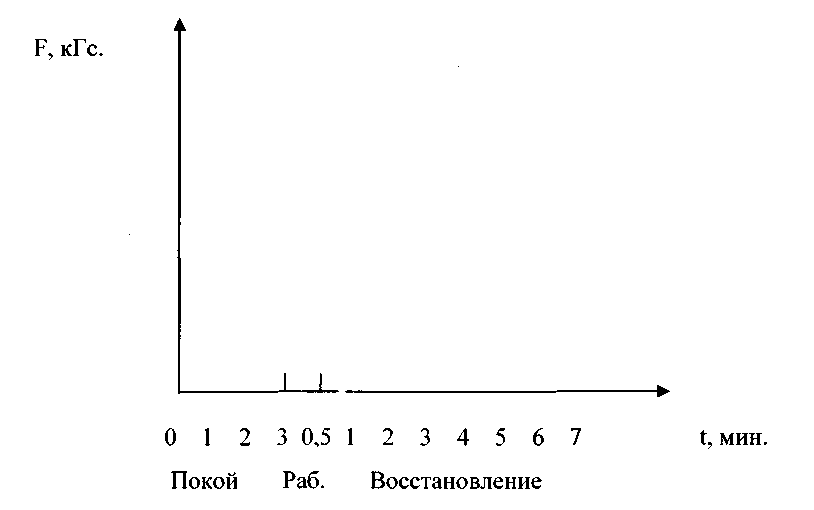 F, кГс.
0 1 2 3 0,5 1 2 3 4 5 6 7 t, мин.
Покой Раб. Восстановление